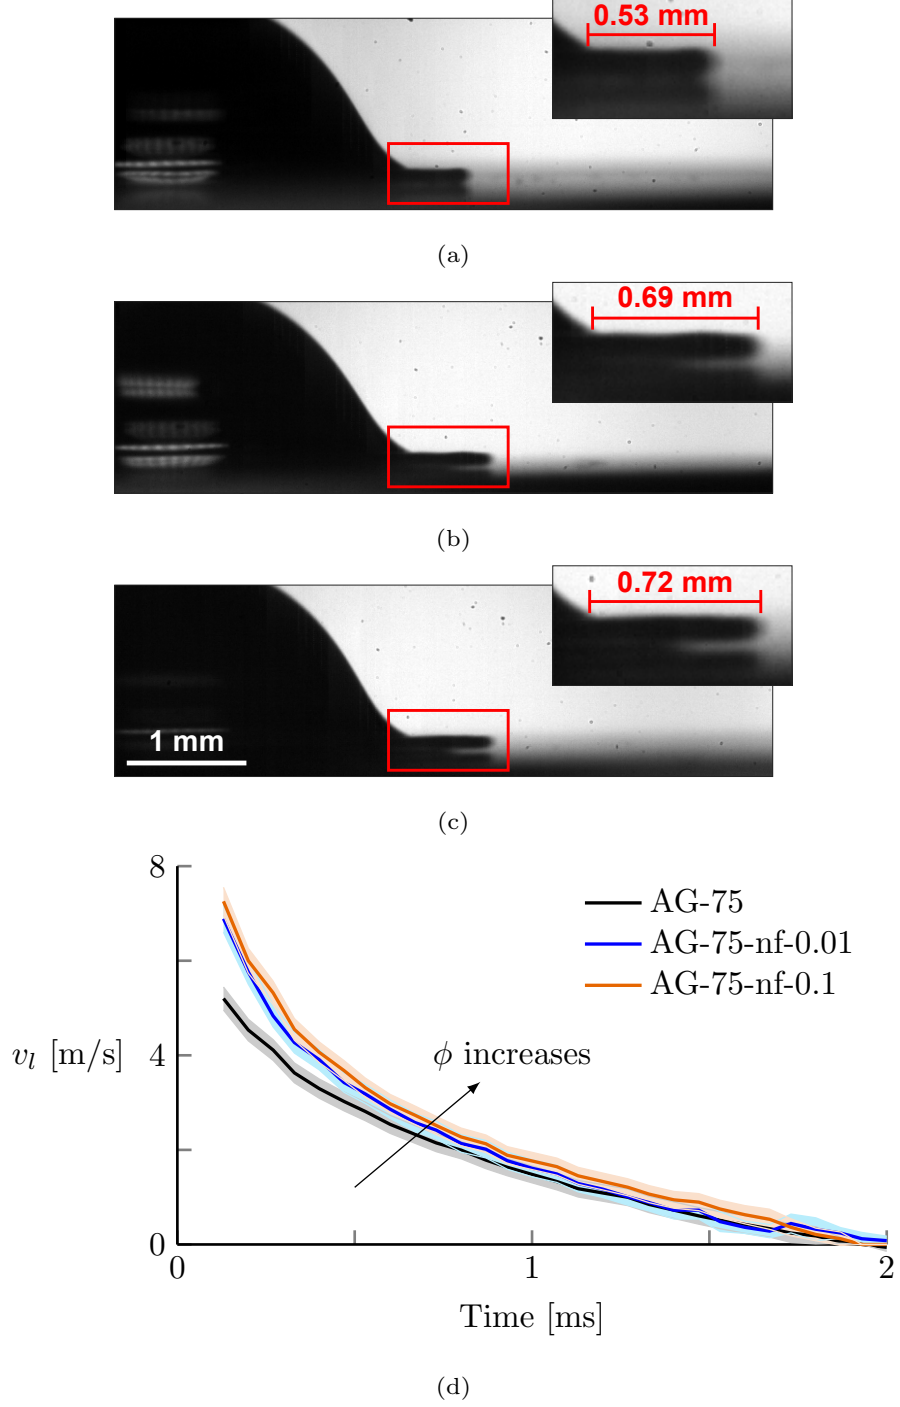 0.53 mm
(a)
0.69 mm
(b)
0.72 mm
1 mm
(c)
8
AG-75
AG-75-nf-0.01
AG-75-nf-0.1
v_l [m/s]
4
ϕ increases
0
0
1
2
Time [ms]
(d)